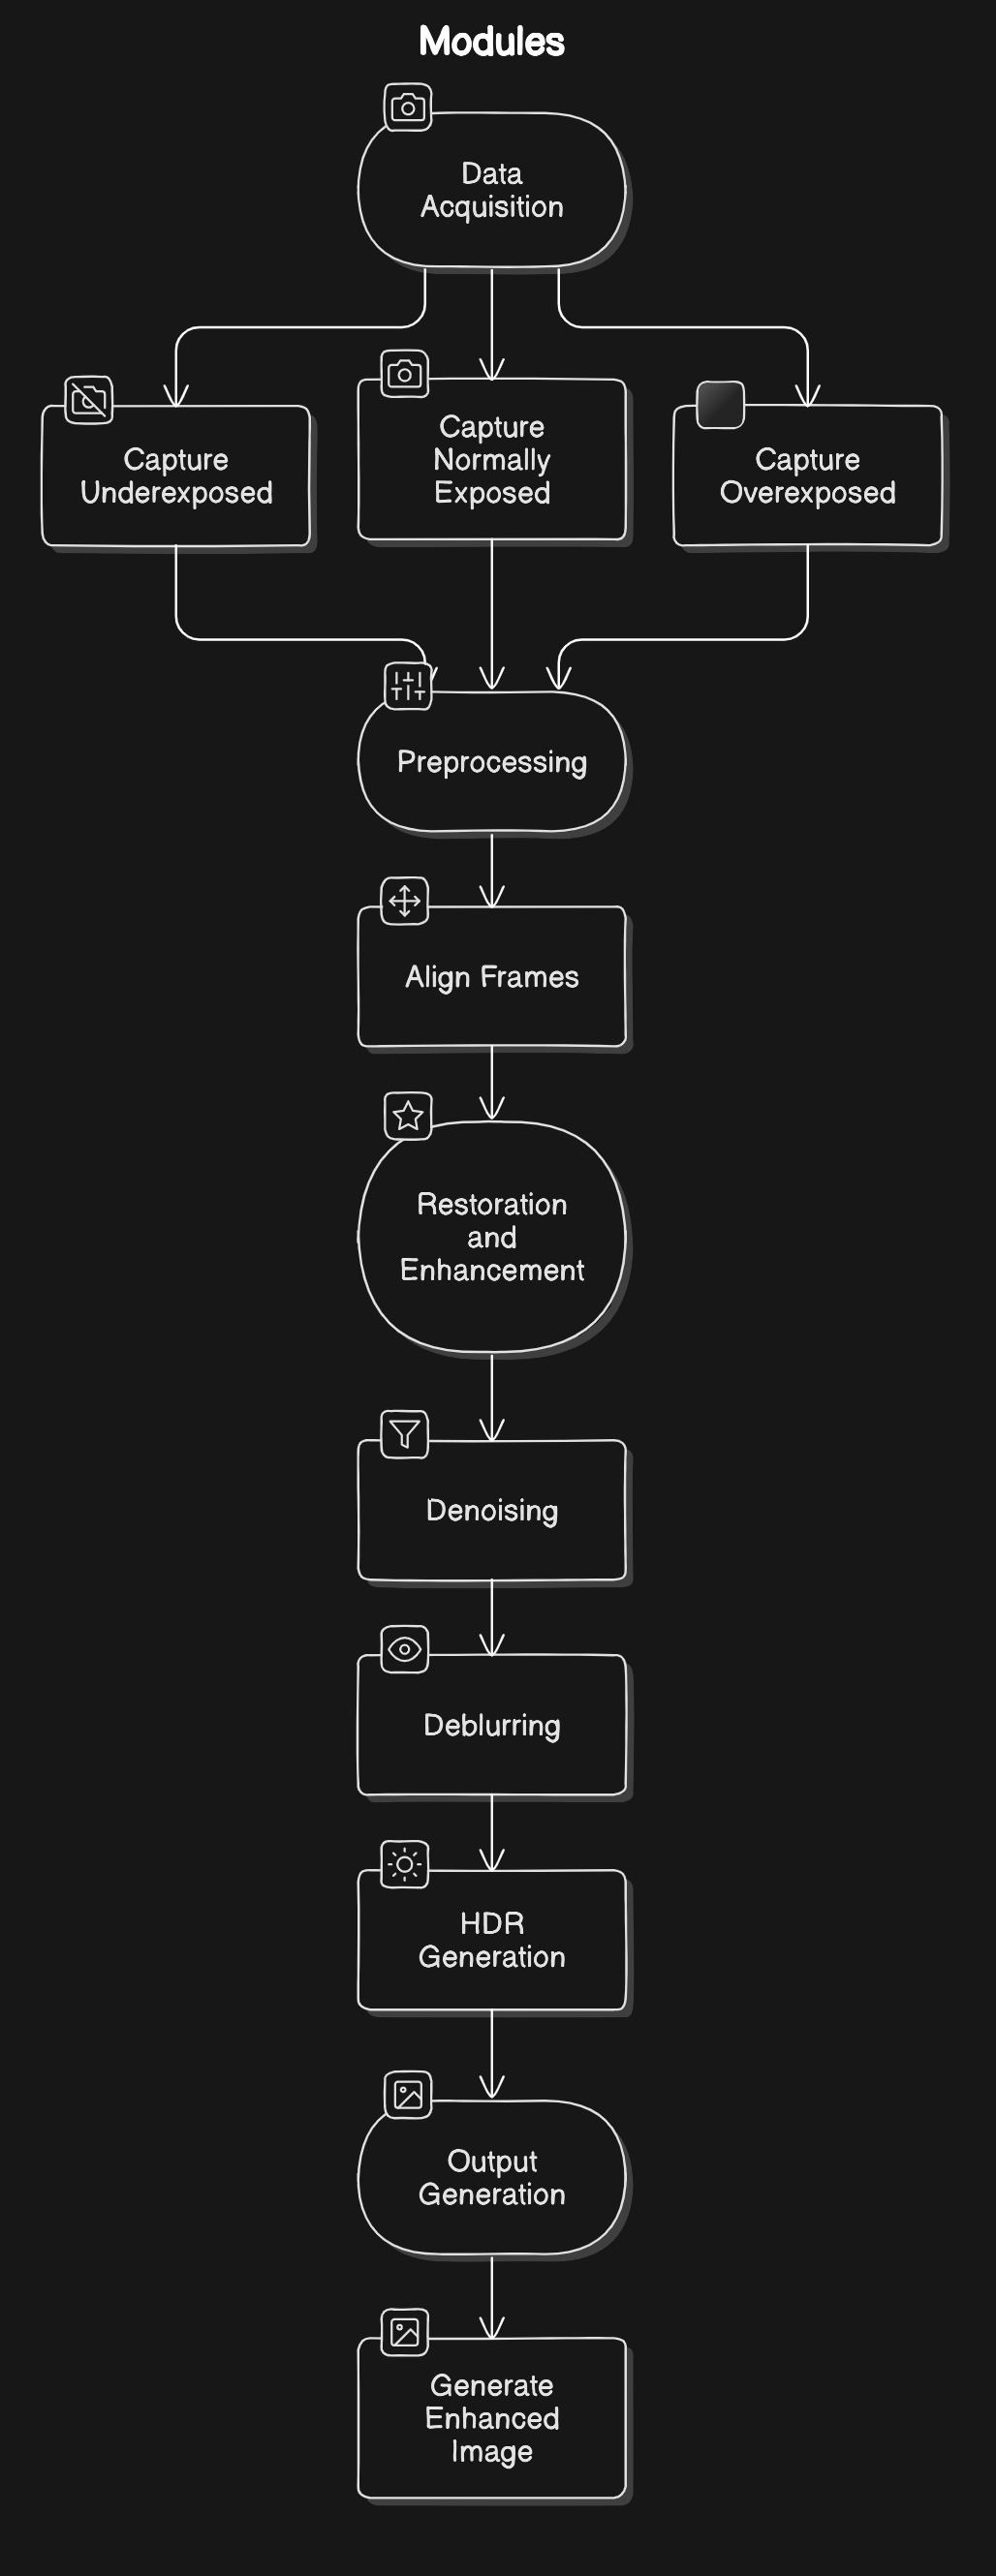 Modules
Data
Acquisition
Capture
Underexposed
Capture
Normally
Exposed
Capture
Overexposed
Preprocessing
Align Frames
Restoration
and
Enhancement
Denoising
Deblurring
HDR
Generation
Output
Generation
Generate
Enhanced
Image